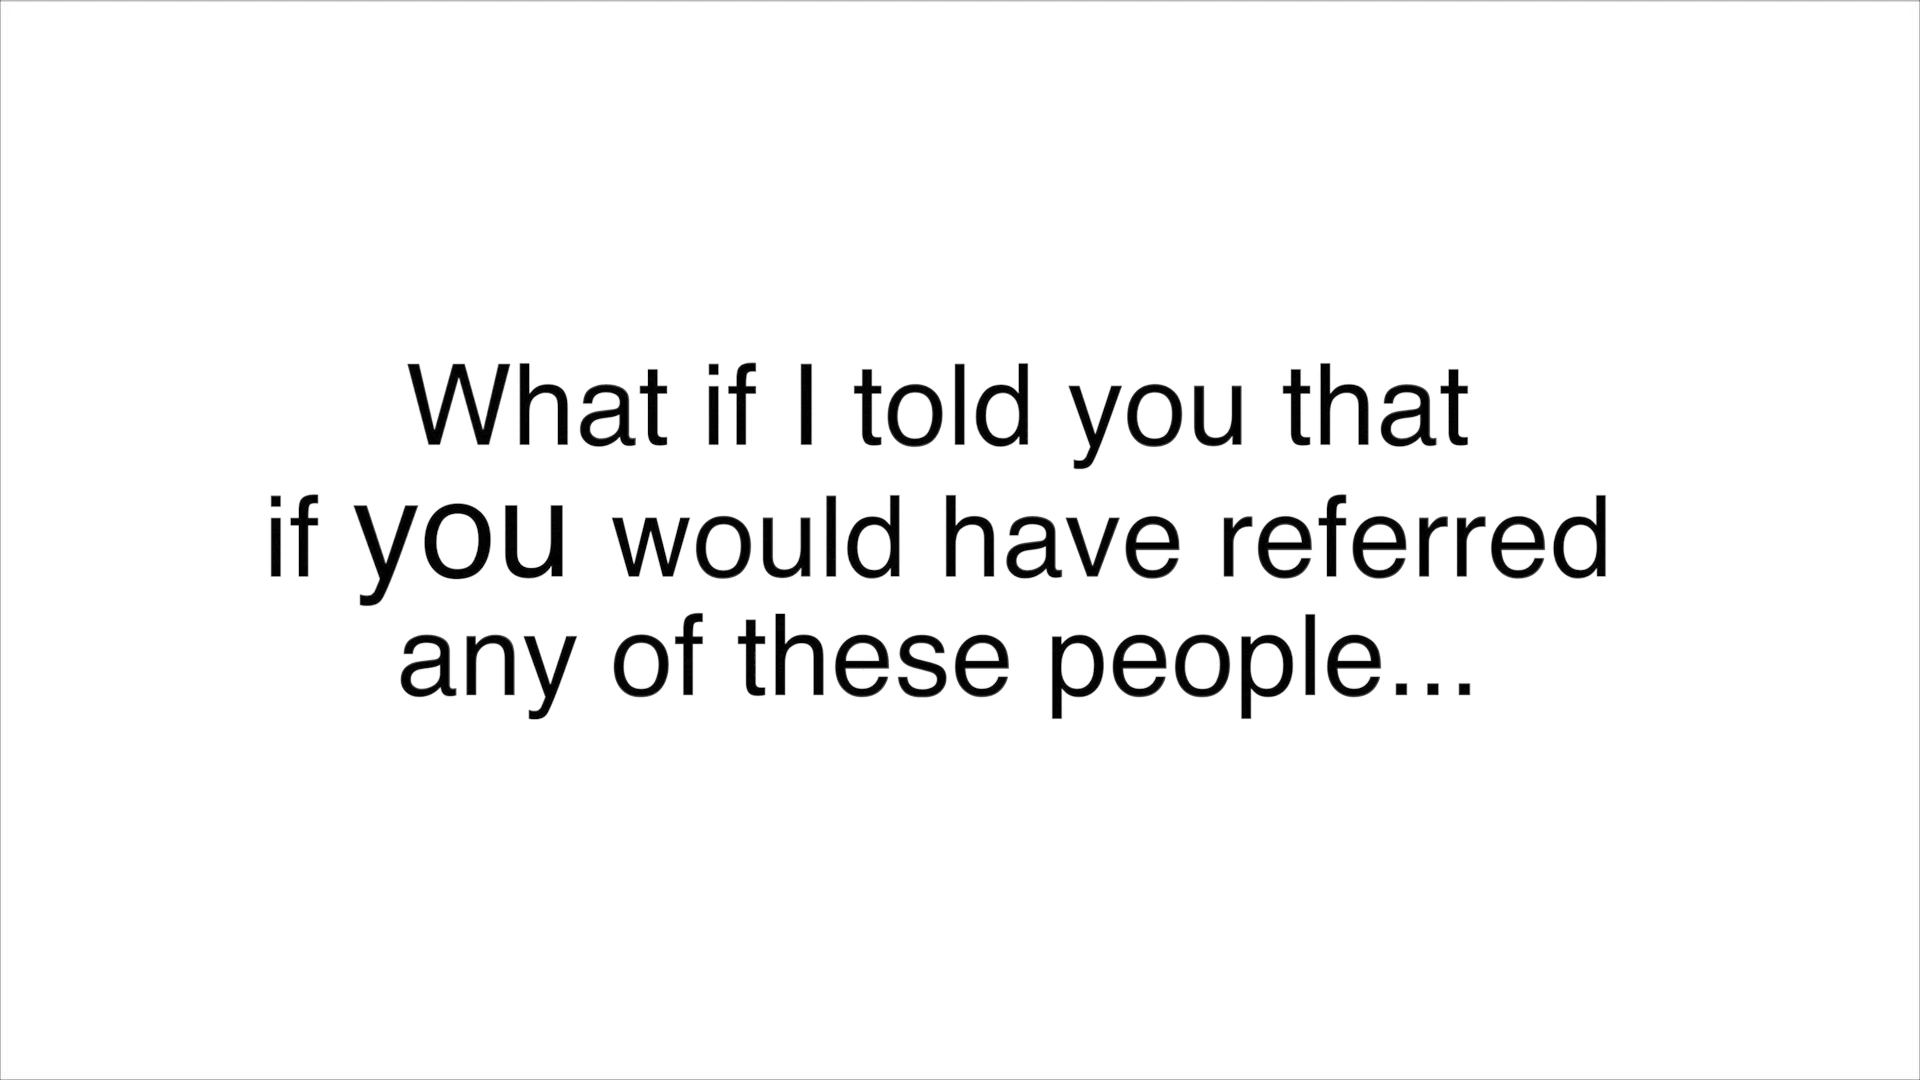 What if I told you that
if you would have referred
any of these people...